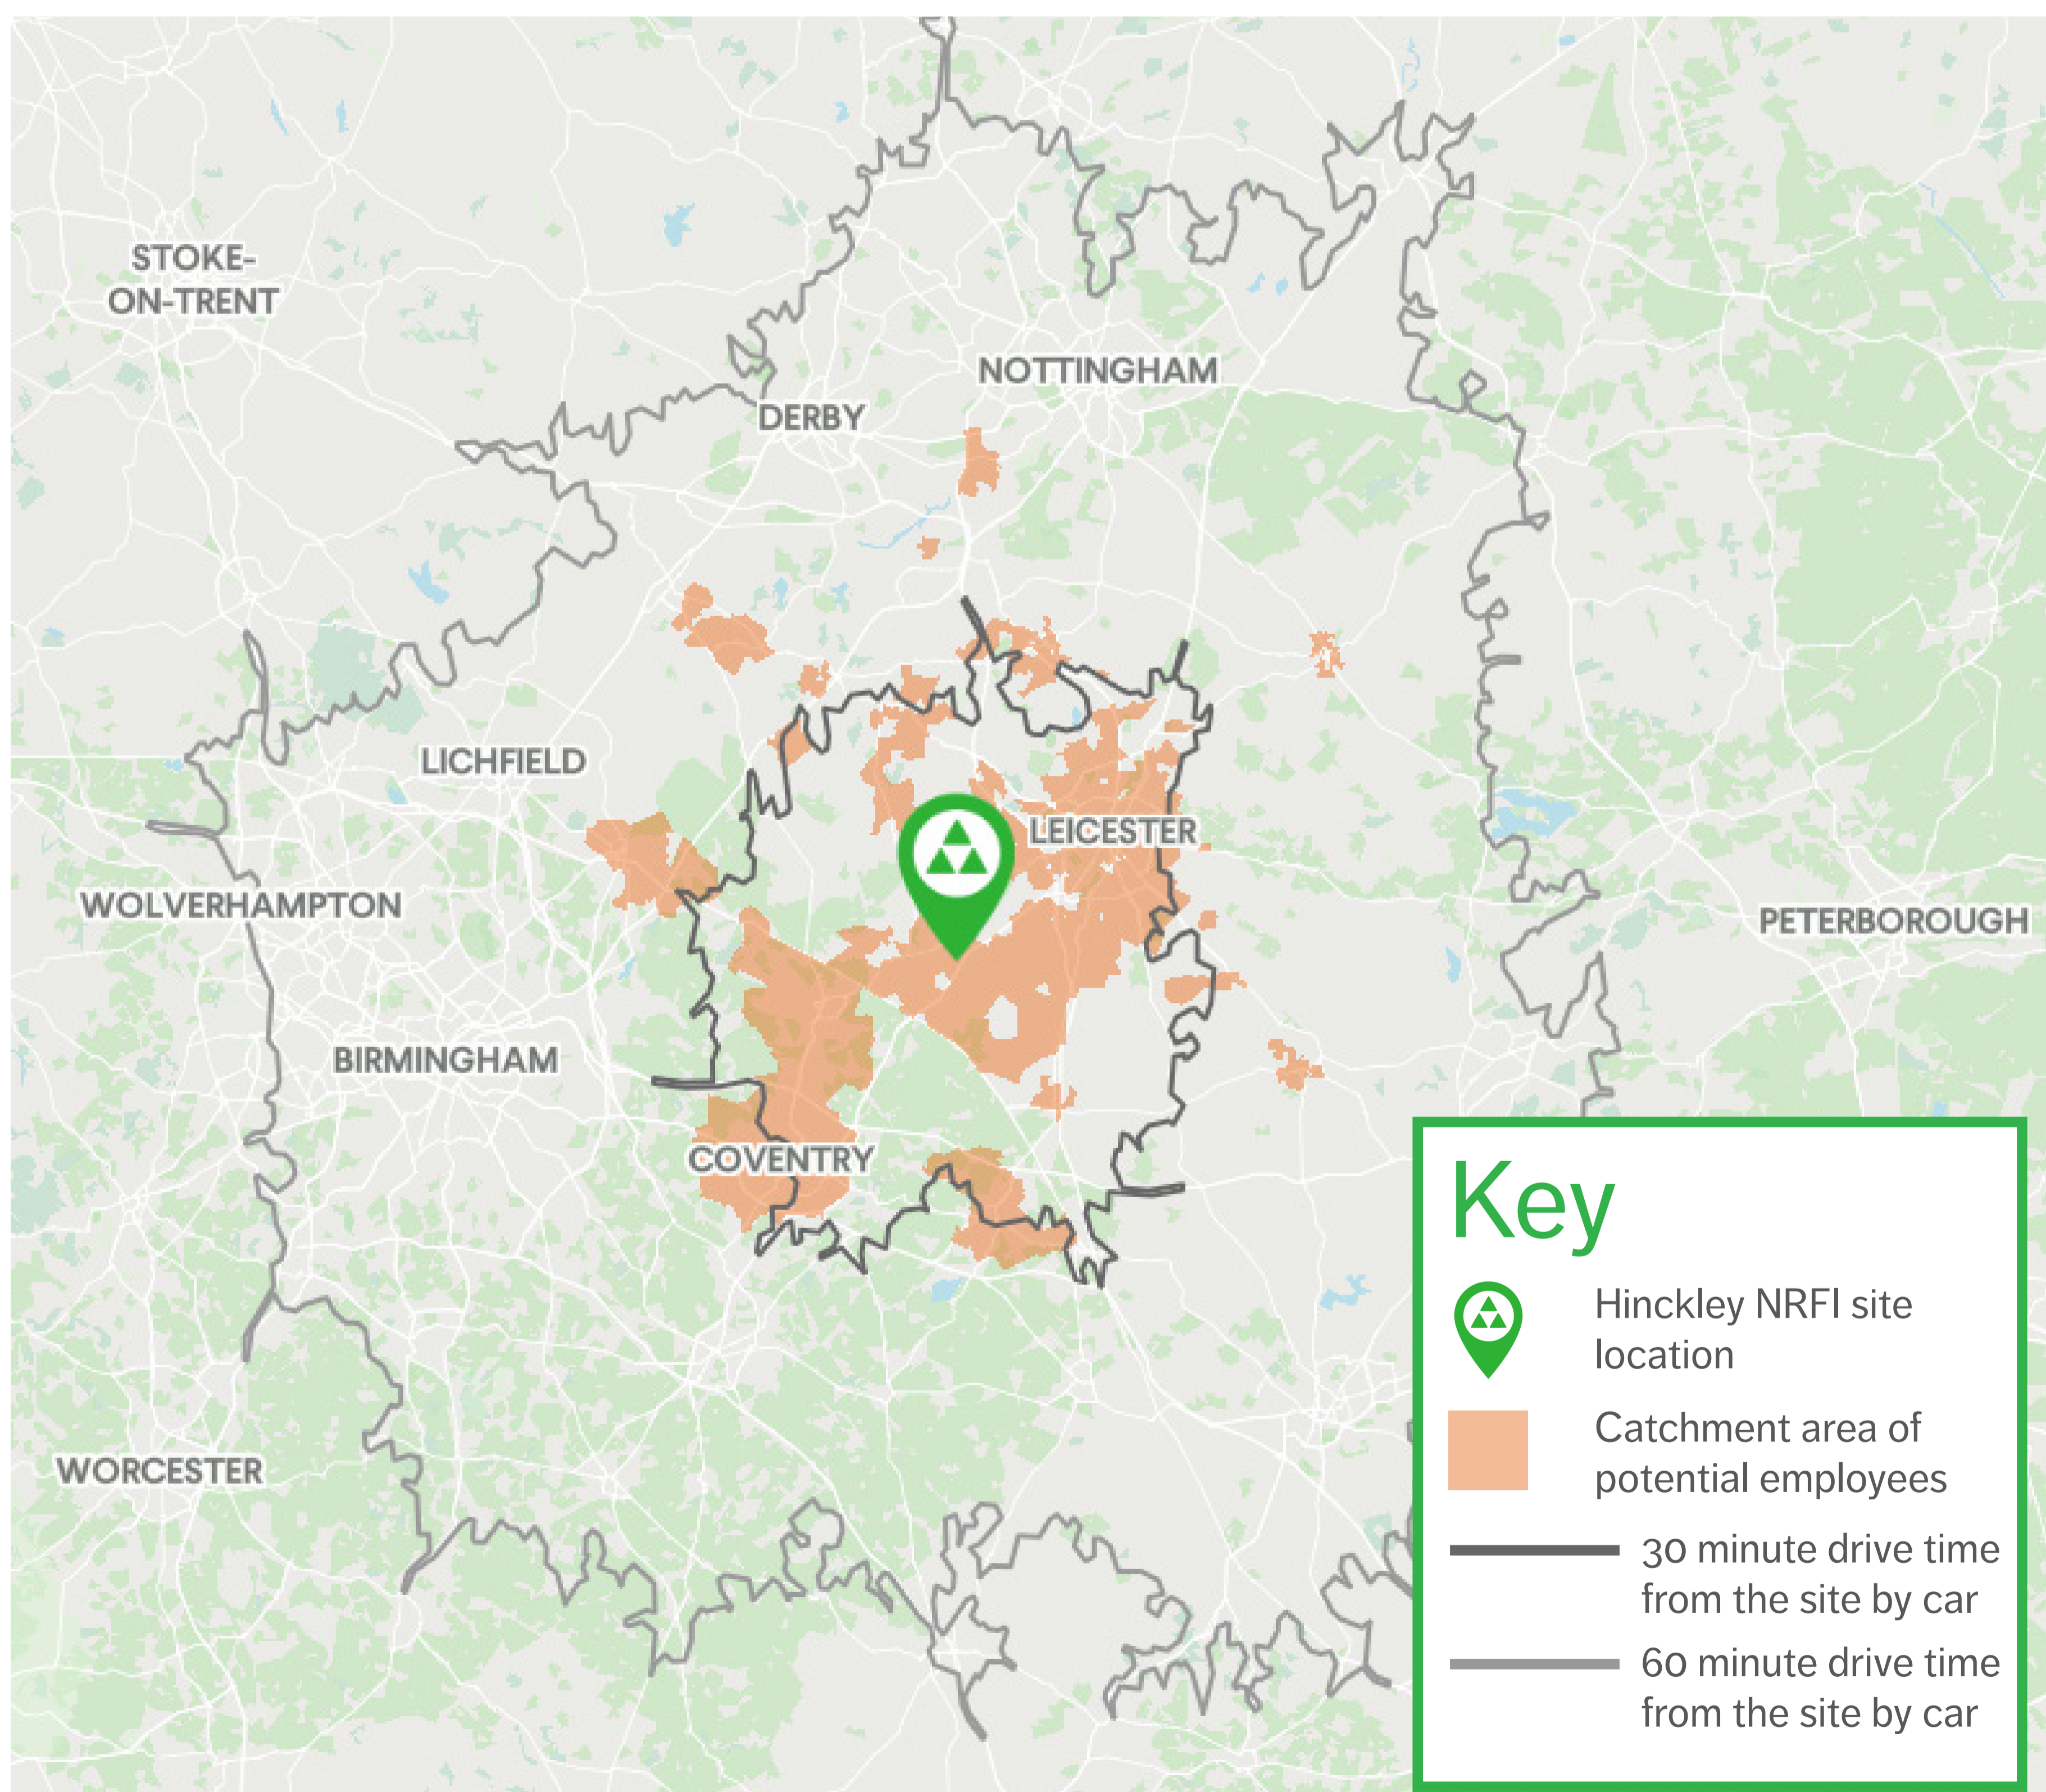 STOKE-
ON-TRENT
NOTTINGHAM
DERBY
LICHFIELD
LEICESTER
WOLVERHAMPTON
PETERBOROUGH
BIRMINGHAM
COVENTRY
WORCESTER
Key
Hinckley NRFI site
location
Catchment area of
potential employees
30 minute drive time
from the site by car
60 minute drive time
from the site by car